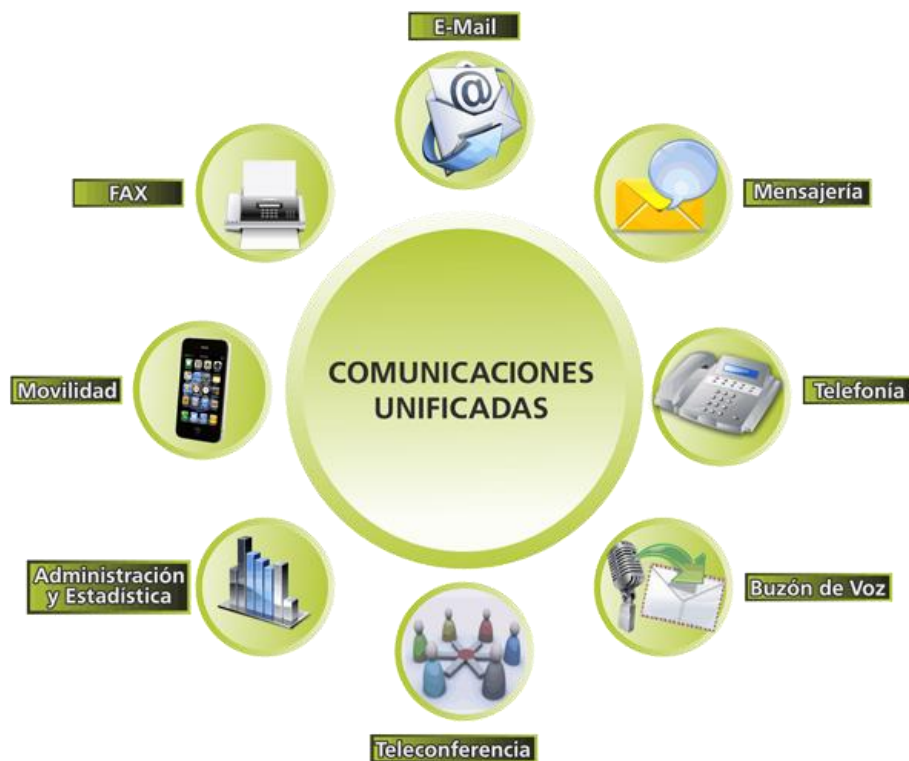 E-Mail
FAX
Mensajería
Movilidad
COMUNICACIONES
UNIFICADAS
Telefonía
Administración
y Estadística
Buzón de Voz
Teleconferencia